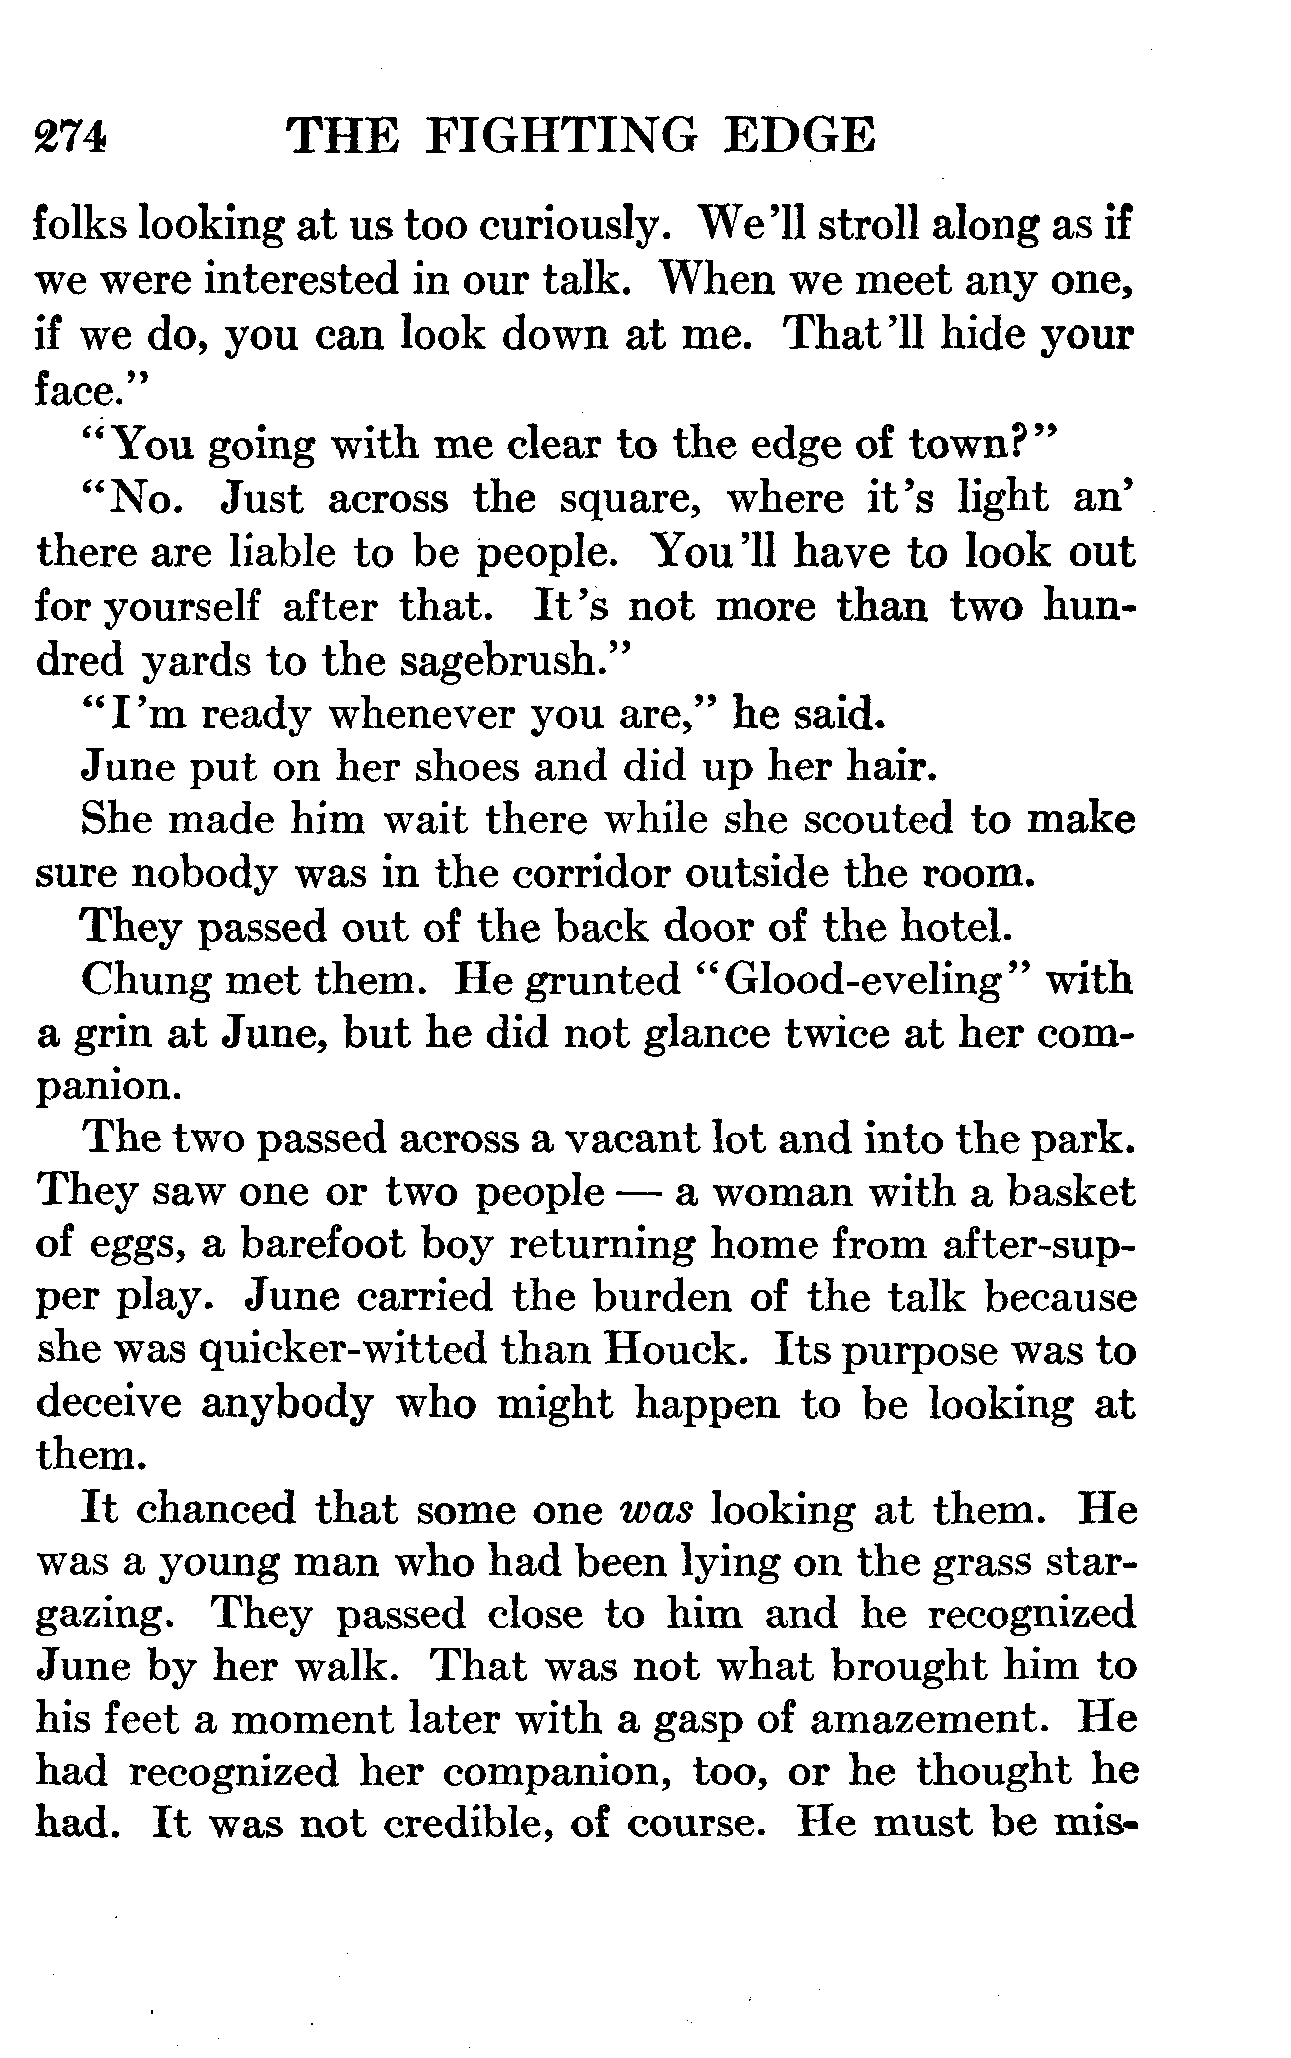 274 THE FIGHTING EDGE
folks looking at us too curiously. We'll stroll along as if
we were interested in our talk. When we meet any one,
if we do, you can look down at me. That'll hide your
face."
"You going with me clear to the edge of town?"
"No. Just across the square, where it's light an'
there are liable to be people. You'll have to look out
for yourself after that. It's not more than two hun-
dred yards to the sagebrush."
"I'm ready whenever you are," he said.
June put on her shoes and did up her hair.
She made him wait there while she scouted to make
sure nobody was in the corridor outside the room.
They passed out of the back door of the hotel.
Chung met them. He grunted "Glood-eveling" with
a grin at June, but he did not glance twice at her com-
panion.
The two passed across a vacant lot and into the park.
They saw one or two people — a woman with a basket
of eggs, a barefoot boy returning home from after-sup-
per play. June carried the burden of the talk because
she was quicker-witted than Houck. Its purpose was to
deceive anybody who might happen to be looking at
them.
It chanced that some one was looking at them. He
was a young man who had been lying on the grass star-
gazing. They passed close to him and he recognized
June by her walk. That was not what brought him to
his feet a moment later with a gasp of amazement. He
had recognized her companion, too, or he thought he
had. It was not credible, of course. He must be mis-